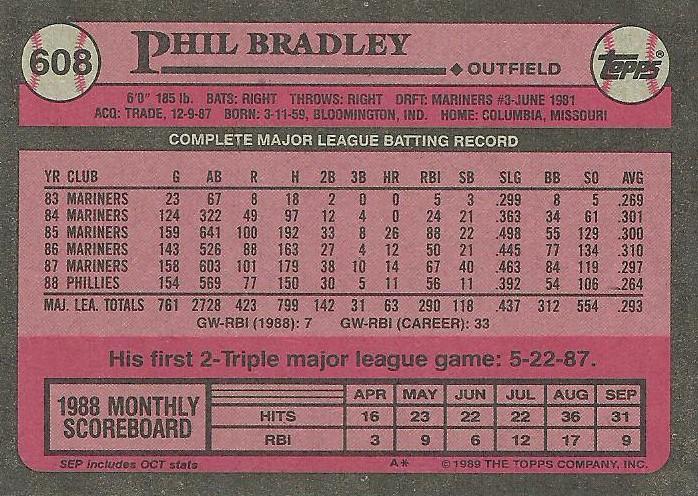 608
PHIL BRADLEY
◆ OUTFIELD
TOPPS®
6'0" 185 lb. BATS: RIGHT THROWS: RIGHT DRFT: MARINERS #3-JUNE 1981
ACQ: TRADE, 12-9-87 BORN: 3-11-59, BLOOMINGTON, IND. HOME: COLUMBIA, MISSOURI
COMPLETE MAJOR LEAGUE BATTING RECORD
YR CLUB G AB R H 2B 3B HR RBI SB SLG BB SO AVG
83 MARINERS 23 67 8 18 2 0 0 5 3 .299 8 5 .269
84 MARINERS 124 322 49 97 12 4 0 24 21 .363 34 61 .301
85 MARINERS 159 641 100 192 33 8 26 88 22 .498 55 129 .300
86 MARINERS 143 526 88 163 27 4 12 50 21 .445 77 134 .310
87 MARINERS 158 603 101 179 38 10 14 67 40 .463 84 119 .297
88 PHILLIES 154 569 77 150 30 5 11 56 11 .392 54 106 .264
MAJ. LEA. TOTALS 761 2728 423 799 142 31 63 290 118 .437 312 554 .293
GW-RBI (1988): 7 GW-RBI (CAREER): 33
His first 2-Triple major league game: 5-22-87.
1988 MONTHLY SCOREBOARD
APR MAY JUN JUL AUG SEP
HITS 16 23 22 22 36 31
RBI 3 9 6 12 17 9
SEP includes OCT stats A* © 1989 THE TOPPS COMPANY, INC.